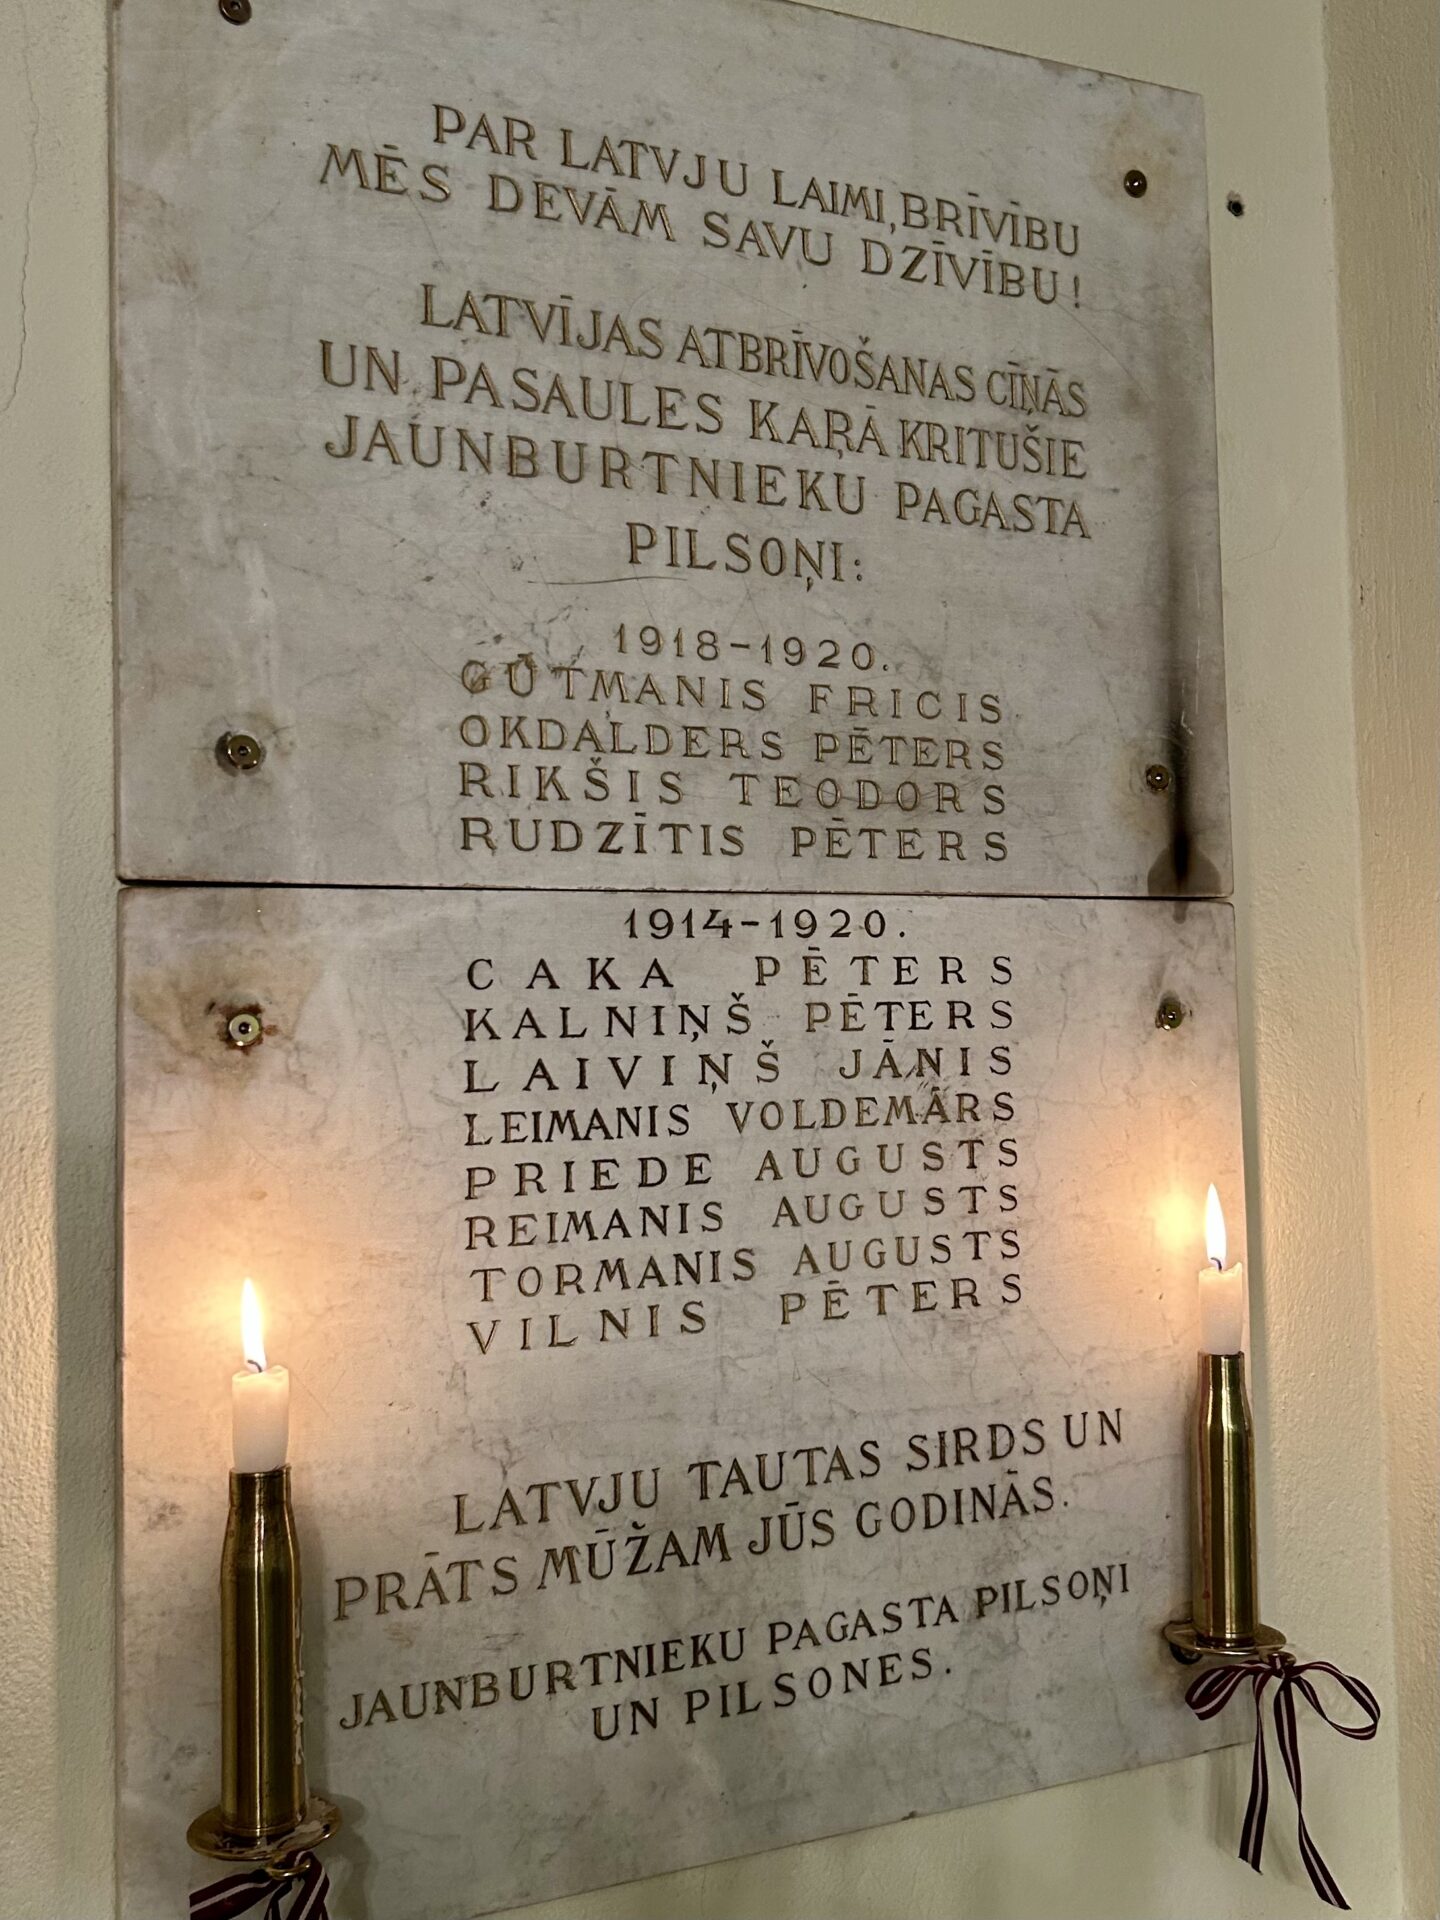 PAR LATVJU LAIMI, BRĪVĪBU
MĒS DEVĀM SAVU DZĪVĪBU!
LATVĪJAS ATBRĪVOŠANAS CĪŅĀS
UN PASAULES KAŖĀ KRITUŠIE
JAUNBURTNIEKU PAGASTA
PILSOŅI:
1918-1920.
GŪTMANIS FRICIS
OKDALDERS PĒTERS
RIKŠIS TEODORS
RUDZĪTIS PĒTERS
1914-1920.
CAKA PĒTERS
KALNIŅŠ PĒTERS
LAIVIŅŠ JĀNIS
LEIMANIS VOLDEMĀRS
PRIEDE AUGUSTS
REIMANIS AUGUSTS
TORMANIS AUGUSTS
VILNIS PĒTERS
LATVJU TAUTAS SIRDS UN
PRĀTS MŪŽAM JŪS GODINĀS.
JAUNBURTNIEKU PAGASTA PILSOŅI
UN PILSONES.